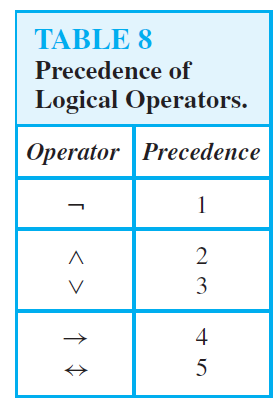 TABLE 8
Precedence of
Logical Operators.
Operator Precedence
¬ 1
∧ 2
∨ 3
→ 4
↔ 5